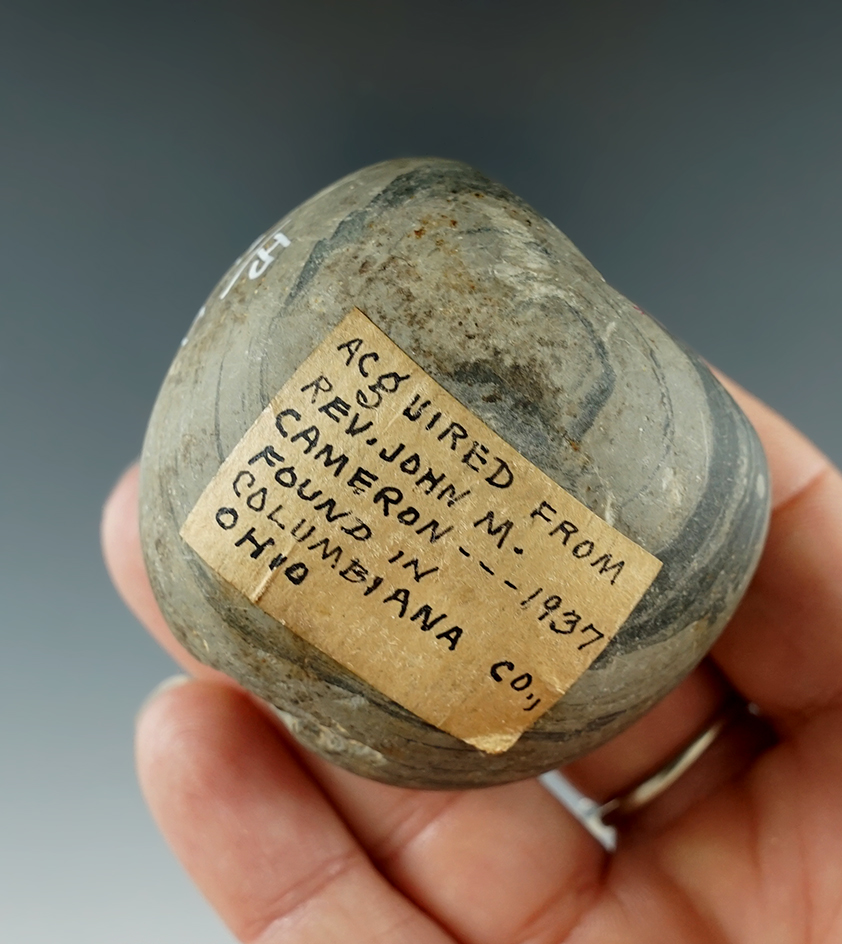 ACQUIRED FROM
REV. JOHN M.
CAMERON---1937
FOUND IN
COLUMBIANA CO.,
OHIO